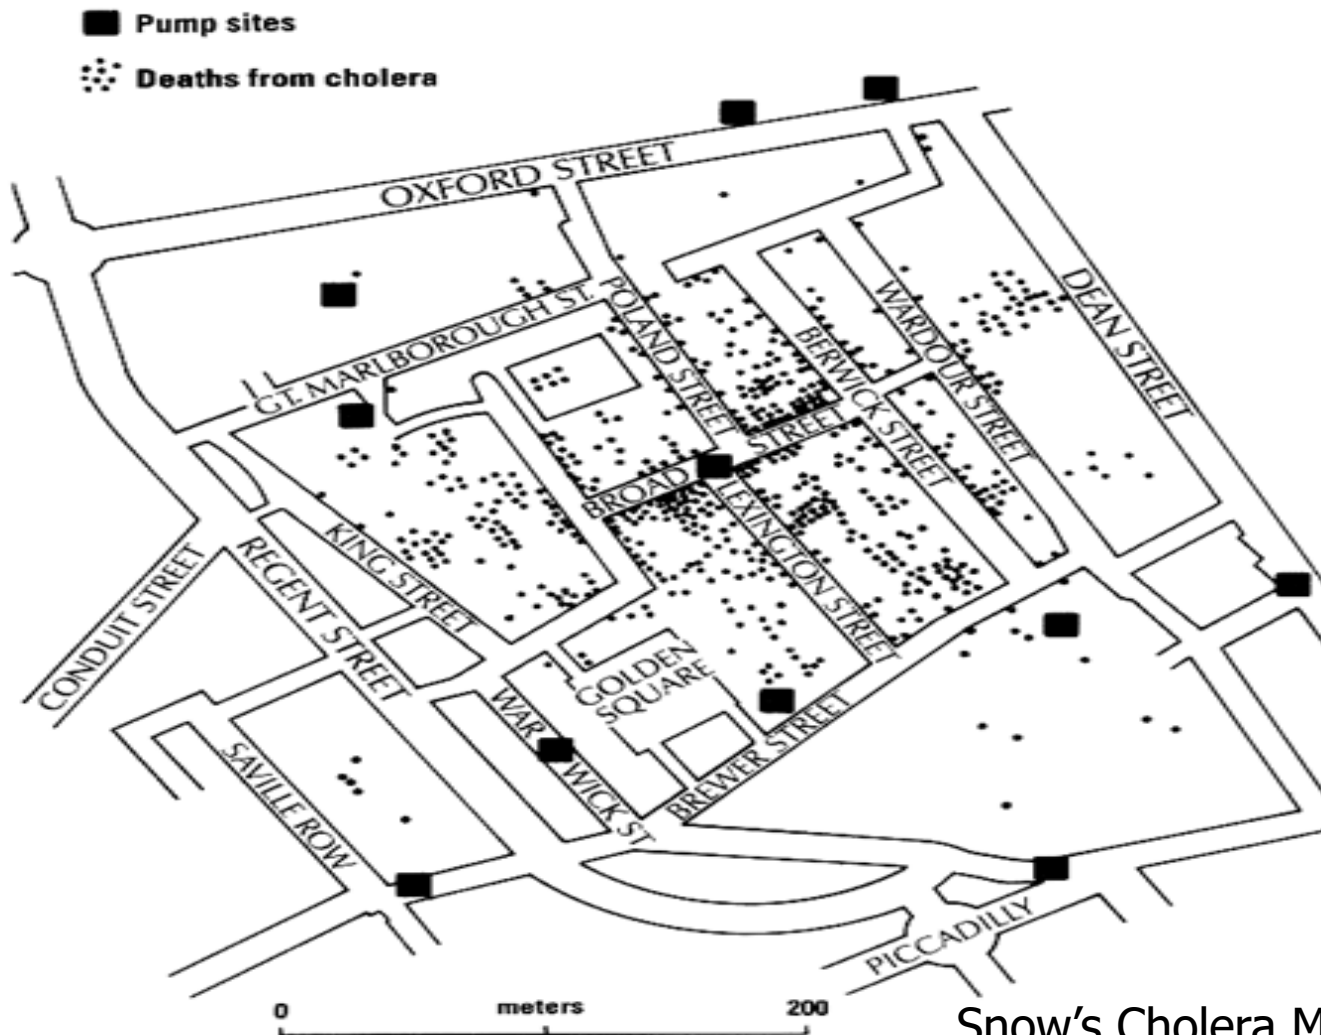 Pump sites
Deaths from cholera
OXFORD STREET
GT. MARLBOROUGH ST.
POLAND STREET
BERWICK STREET
WARDOUR STREET
DEAN STREET
BROAD STREET
LEXINGTON STREET
KING STREET
REGENT STREET
CONDUIT STREET
GOLDEN
SQUARE
WARWICK ST
BREWER STREET
SAVILLE ROW
PICCADILLY
0 meters 200
Snow's Cholera M